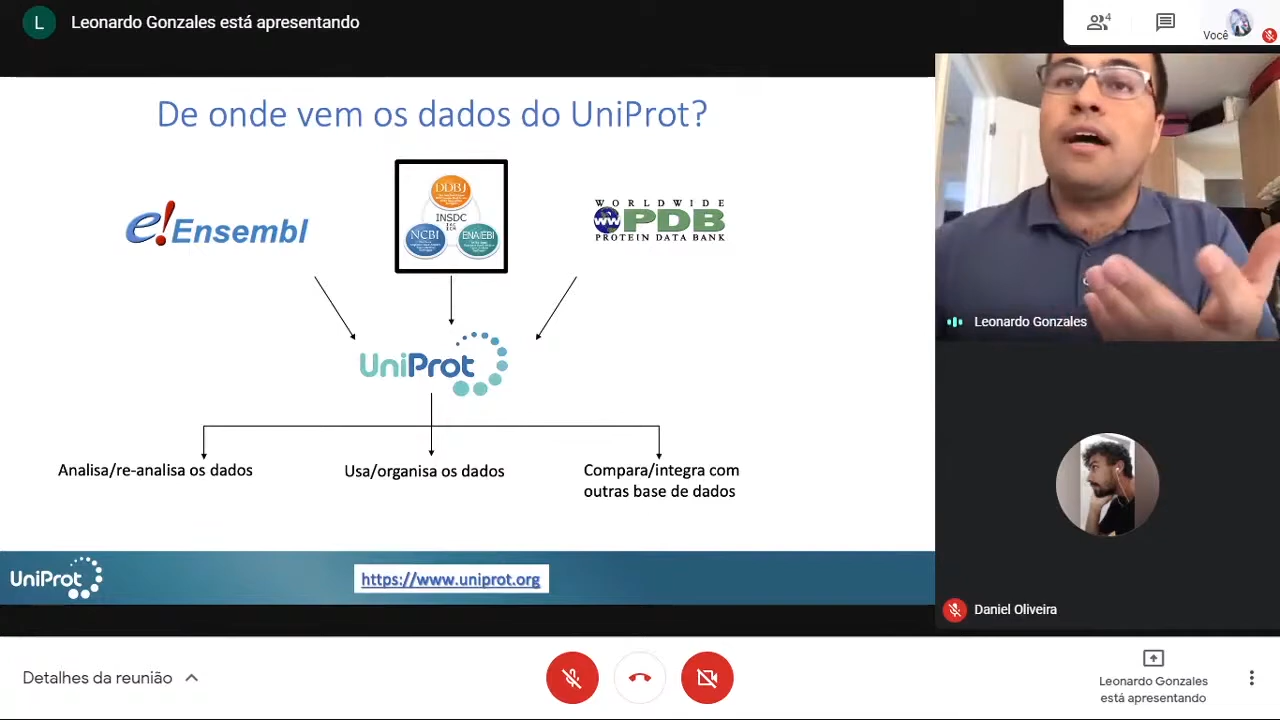 L
Leonardo Gonzales está apresentando
4
Você
De onde vem os dados do UniProt?
e!Ensembl
DDBJ
INSDC
NCBI
ENA/EBI
WORLDWIDE
PDB
PROTEIN DATA BANK
UniProt
Analisa/re-analisa os dados
Usa/organisa os dados
Compara/integra com
outras base de dados
UniProt
https://www.uniprot.org
Leonardo Gonzales
Daniel Oliveira
Detalhes da reunião
Leonardo Gonzales
está apresentando